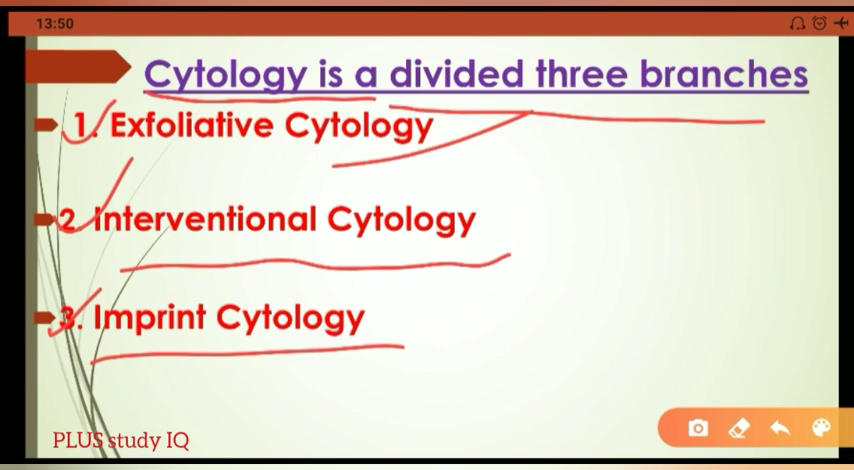 13:50
Cytology is a divided three branches
1. Exfoliative Cytology
2. Interventional Cytology
3. Imprint Cytology
PLUS study IQ